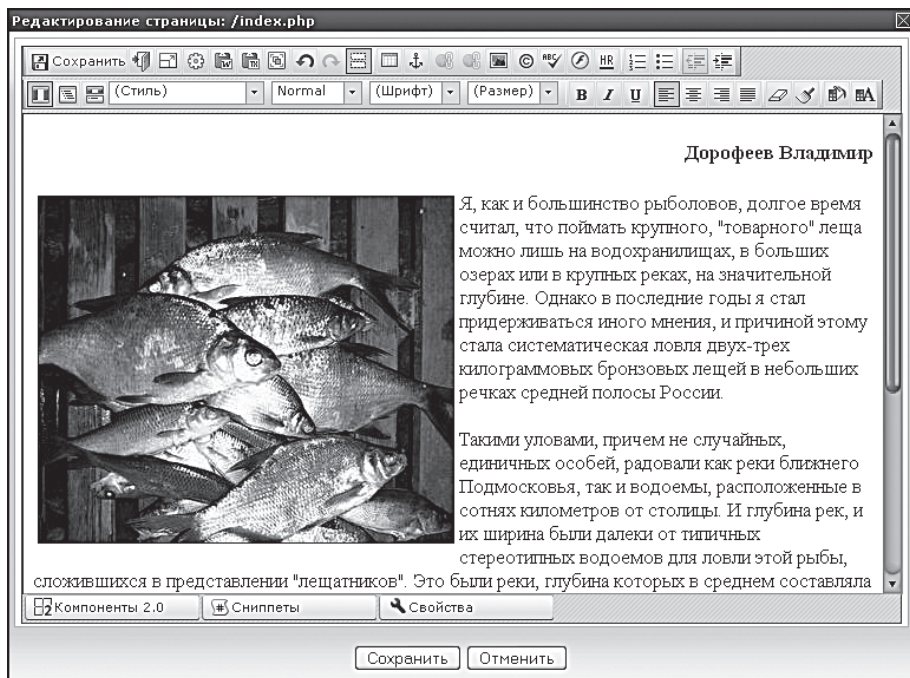 Редактирование страницы: /index.php
Сохранить W TX © ABC HR
(Стиль) Normal (Шрифт) (Размер) B I U A
Дорофеев Владимир
Я, как и большинство рыболовов, долгое время
считал, что поймать крупного, "товарного" леща
можно лишь на водохранилищах, в больших
озерах или в крупных реках, на значительной
глубине. Однако в последние годы я стал
придерживаться иного мнения, и причиной этому
стала систематическая ловля двух-трех
килограммовых бронзовых лещей в небольших
речках средней полосы России.
Такими уловами, причем не случайных,
единичных особей, радовали как реки ближнего
Подмосковья, так и водоемы, расположенные в
сотнях километров от столицы. И глубина рек, и
их ширина были далеки от типичных
стереотипных водоемов для ловли этой рыбы,
сложившихся в представлении "лещатников". Это были реки, глубина которых в среднем составляла
2 Компоненты 2.0 # Сниппеты Свойства
Сохранить Отменить